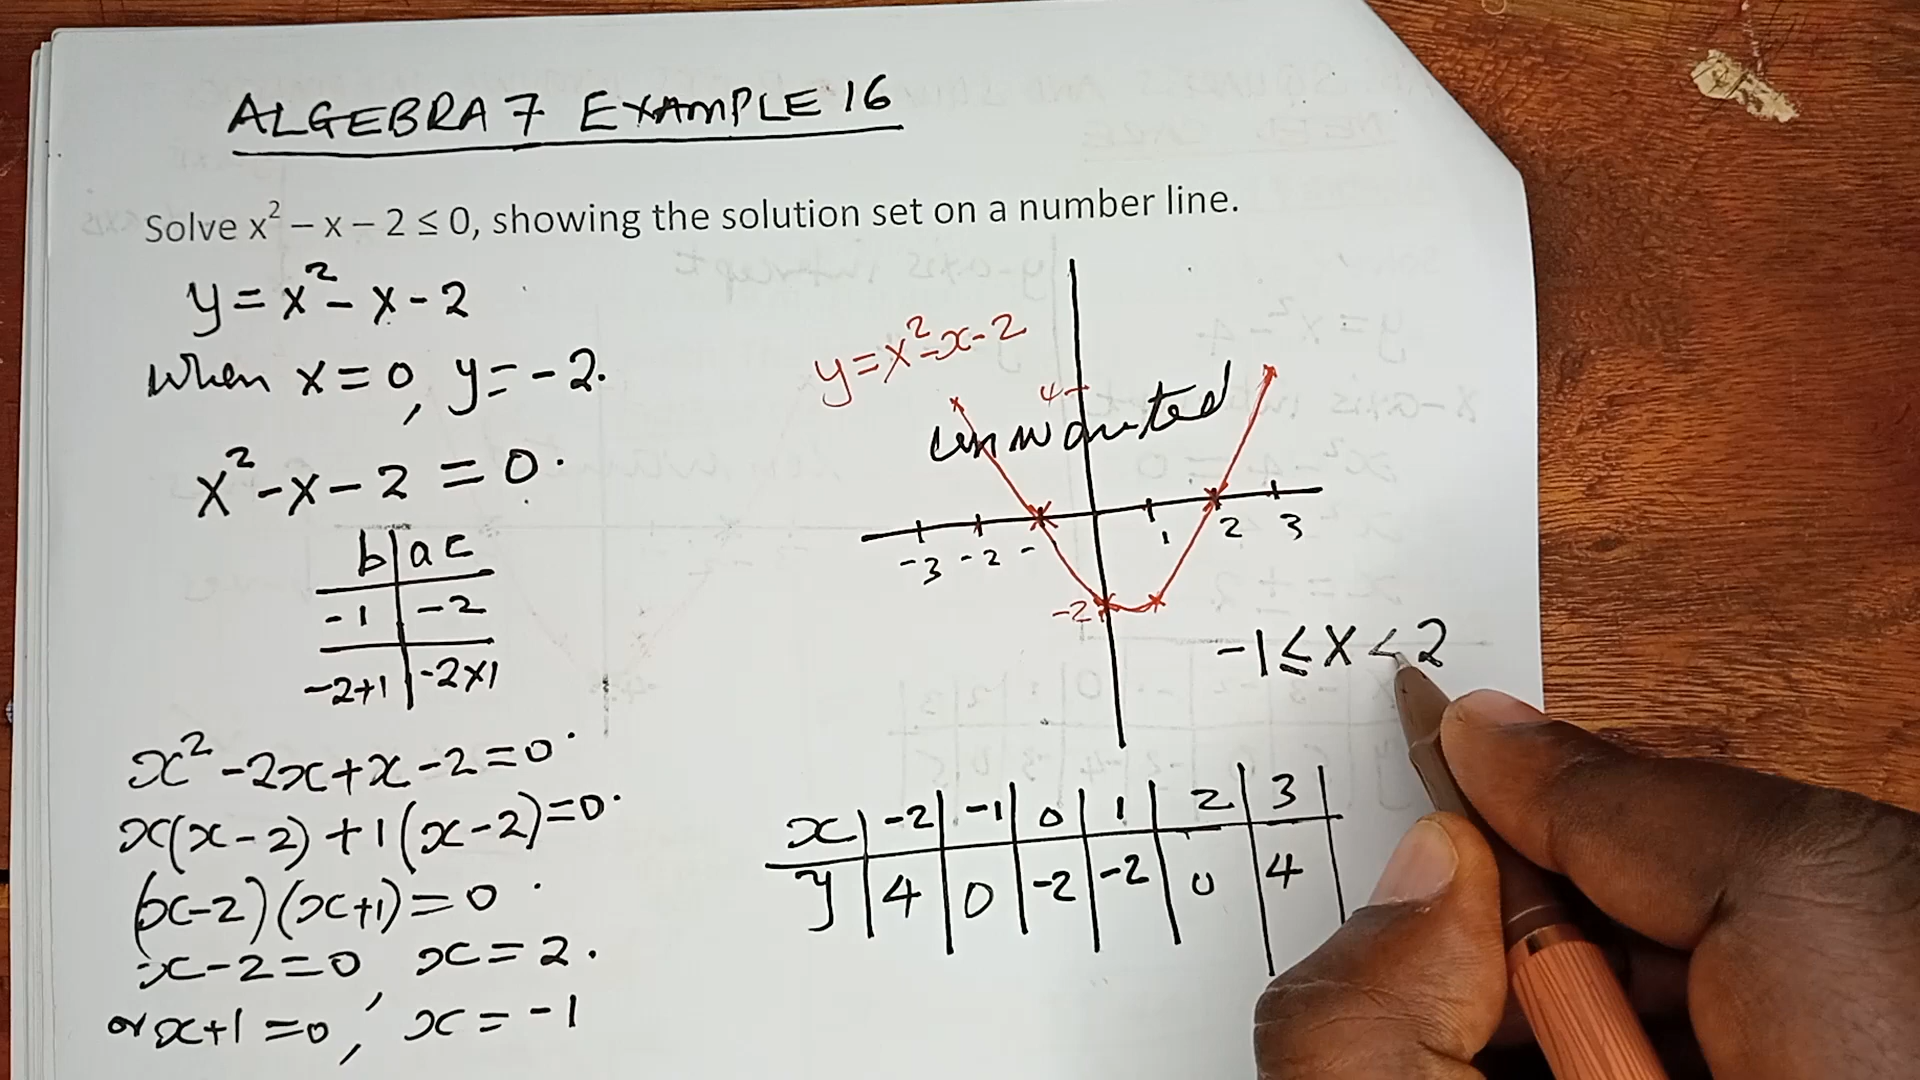 ALGEBRA 7 EXAMPLE 16
Solve x² – x – 2 ≤ 0, showing the solution set on a number line.
y = x² - x - 2
When x = 0, y = -2.
x² - x - 2 = 0.
b | a c
-1 | -2
-2+1 | -2×1
x² - 2x + x - 2 = 0.
x(x-2) + 1(x-2) = 0.
(x-2)(x+1) = 0.
x-2 = 0, x = 2.
or x+1 = 0, x = -1
y = x² - x - 2
4
unwanted
-3 -2 - 1 2 3
-2
-1 ≤ x < 2
x | -2 | -1 | 0 | 1 | 2 | 3
y | 4 | 0 | -2 | -2 | 0 | 4